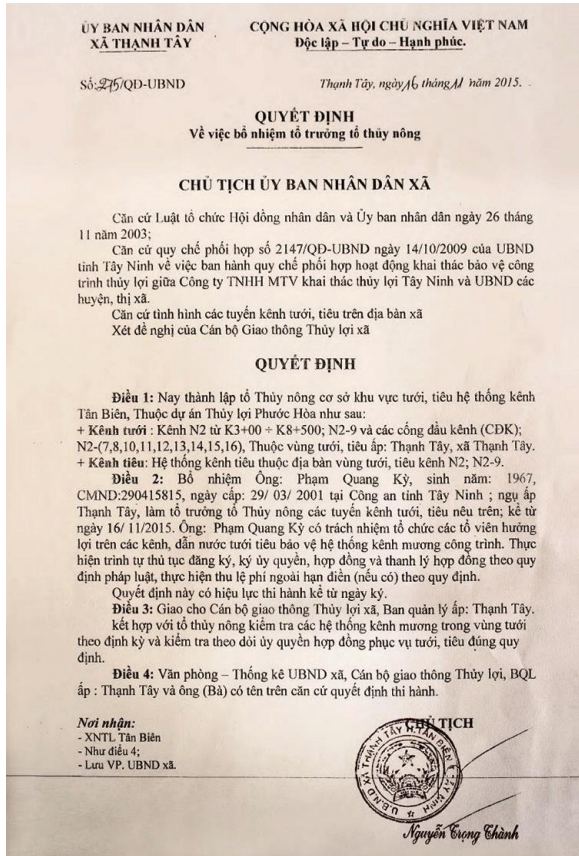 ỦY BAN NHÂN DÂN
XÃ THẠNH TÂY
CỘNG HÒA XÃ HỘI CHỦ NGHĨA VIỆT NAM
Độc lập – Tự do – Hạnh phúc.
Số:275/QĐ-UBND
Thạnh Tây, ngày 16 tháng 11 năm 2015.
QUYẾT ĐỊNH
Về việc bổ nhiệm tổ trưởng tổ thủy nông
CHỦ TỊCH ỦY BAN NHÂN DÂN XÃ
Căn cứ Luật tổ chức Hội đồng nhân dân và Ủy ban nhân dân ngày 26 tháng
11 năm 2003;
Căn cứ quy chế phối hợp số 2147/QĐ-UBND ngày 14/10/2009 của UBND
tỉnh Tây Ninh về việc ban hành quy chế phối hợp hoạt động khai thác bảo vệ công
trình thủy lợi giữa Công ty TNHH MTV khai thác thủy lợi Tây Ninh và UBND các
huyện, thị xã.
Căn cứ tình hình các tuyến kênh tưới, tiêu trên địa bàn xã
Xét đề nghị của Cán bộ Giao thông Thủy lợi xã
QUYẾT ĐỊNH
Điều 1: Nay thành lập tổ Thủy nông cơ sở khu vực tưới, tiêu hệ thống kênh
Tân Biên, Thuộc dự án Thủy lợi Phước Hòa như sau:
+ Kênh tưới : Kênh N2 từ K3+00 ÷ K8+500; N2-9 và các cống đầu kênh (CĐK);
N2-(7,8,10,11,12,13,14,15,16), Thuộc vùng tưới, tiêu ấp: Thạnh Tây, xã Thạnh Tây.
+ Kênh tiêu: Hệ thống kênh tiêu thuộc địa bàn vùng tưới, tiêu kênh N2; N2-9.
Điều 2: Bổ nhiệm Ông: Phạm Quang Kỳ, sinh năm: 1967,
CMND:290415815, ngày cấp: 29/ 03/ 2001 tại Công an tỉnh Tây Ninh ; ngụ ấp
Thạnh Tây, làm tổ trưởng tổ Thủy nông các tuyến kênh tưới, tiêu nêu trên; kể từ
ngày 16/ 11/2015. Ông: Phạm Quang Kỳ có trách nhiệm tổ chức các tổ viên hưởng
lợi trên các kênh, dẫn nước tưới tiêu bảo vệ hệ thống kênh mương công trình. Thực
hiện trình tự thủ tục đăng ký, ký ủy quyền, hợp đồng và thanh lý hợp đồng theo quy
định pháp luật, thực hiện thu lệ phí ngoài hạn điền (nếu có) theo quy định.
Quyết định này có hiệu lực thi hành kể từ ngày ký.
Điều 3: Giao cho Cán bộ giao thông Thủy lợi xã, Ban quản lý ấp: Thạnh Tây.
kết hợp với tổ thủy nông kiểm tra các hệ thống kênh mương trong vùng tưới
theo định kỳ và kiểm tra theo dõi ủy quyền hợp đồng phục vụ tưới, tiêu đúng quy
định.
Điều 4: Văn phòng – Thống kê UBND xã, Cán bộ giao thông Thủy lợi, BQL
ấp : Thạnh Tây và ông (Bà) có tên trên căn cứ quyết định thi hành.
Nơi nhận:
- XNTL Tân Biên
- Như điều 4;
- Lưu VP. UBND xã.
CHỦ TỊCH
U.B.N.D XÃ THẠNH TÂY H.TÂN BIÊN T.TÂY NINH
Nguyễn Trọng Thành